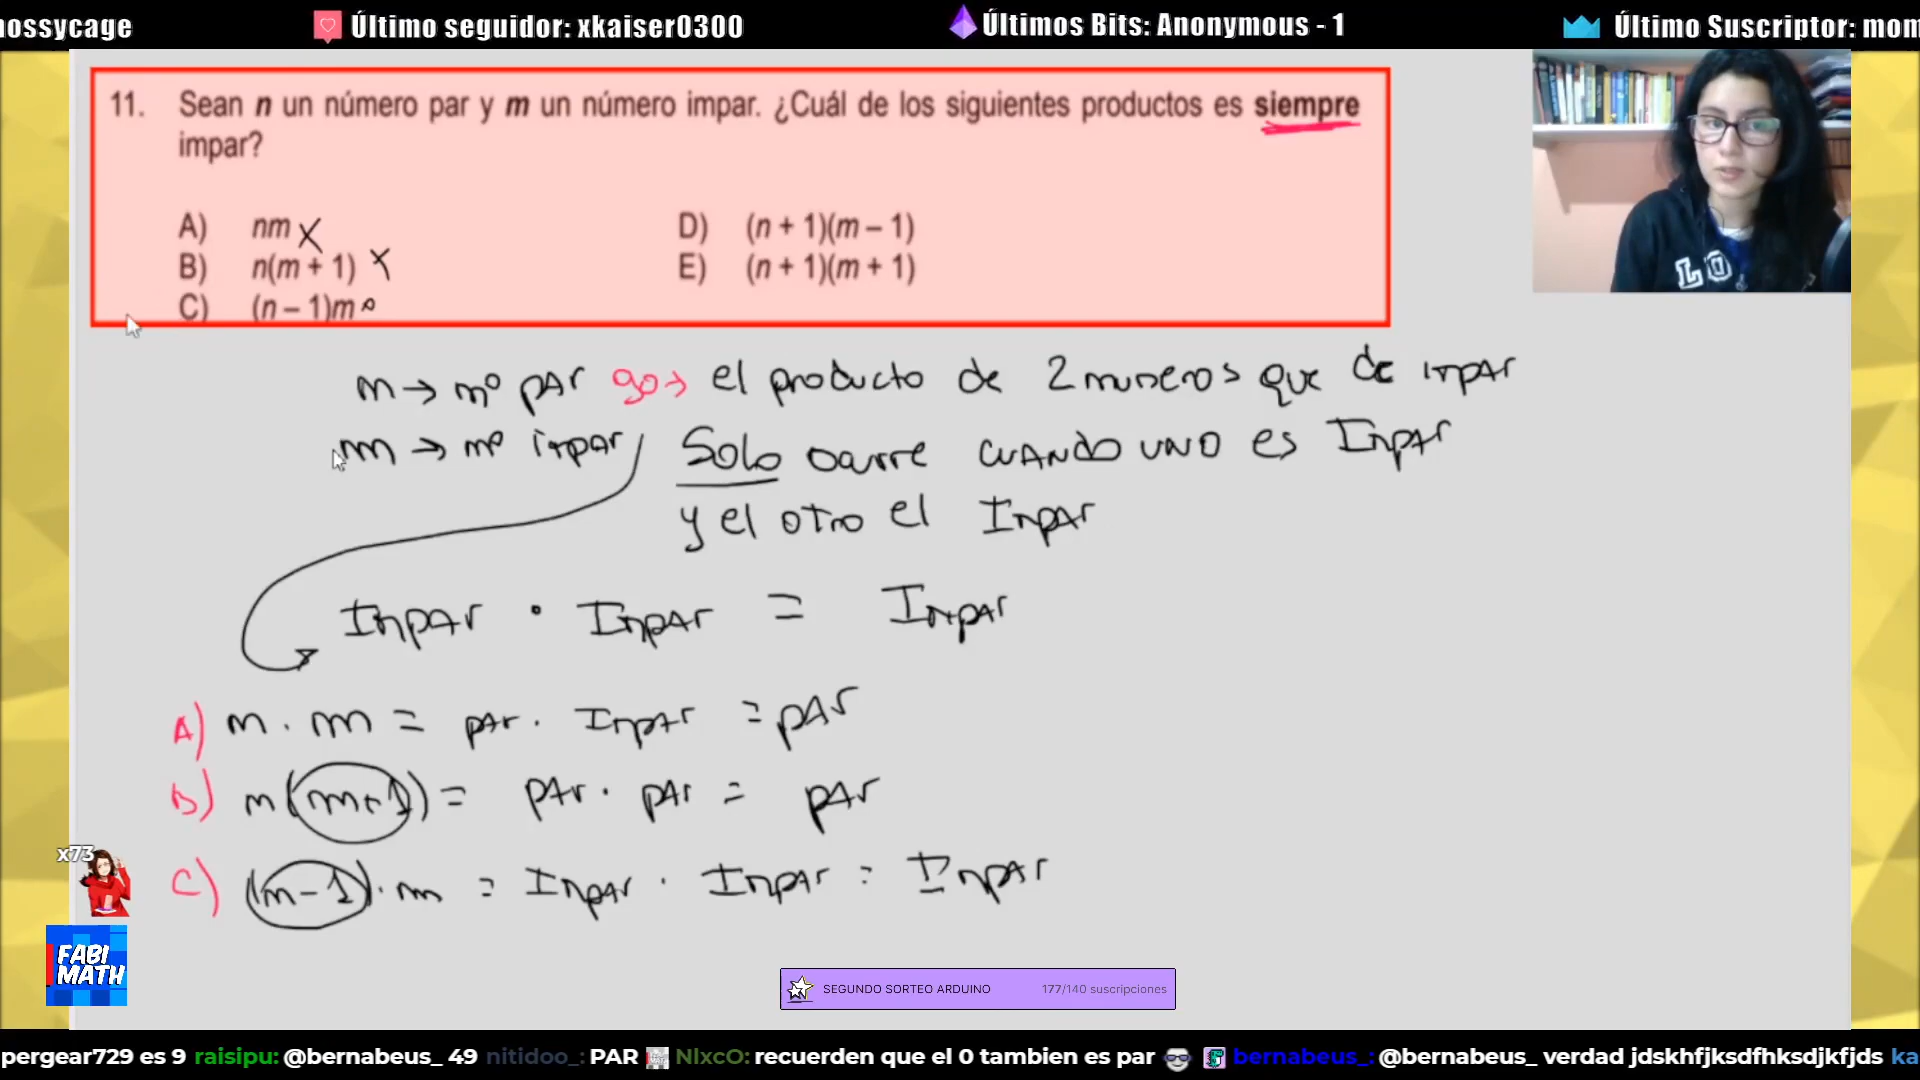 nossycage
Último seguidor: xkaiser0300
Últimos Bits: Anonymous - 1
Último Suscriptor: mom
11. Sean n un número par y m un número impar. ¿Cuál de los siguientes productos es siempre
impar?
A) nm X
B) n(m + 1) X
C) (n – 1)m
D) (n + 1)(m – 1)
E) (n + 1)(m + 1)
n → nº par
m → nº impar
el producto de 2 numeros que de impar
Solo ocurre cuando uno es Impar
y el otro el Impar
Impar · Impar = Impar
A) n · m = par · Impar = par
B) n(m+1) = par · par = par
C) (n-1) · m = Impar · Impar = Impar
x73
FABI
MATH
SEGUNDO SORTEO ARDUINO 177/140 suscripciones
pergear729 es 9 raisipu: @bernabeus_ 49 nitidoo_: PAR NlxcO: recuerden que el 0 tambien es par bernabeus_: @bernabeus_ verdad jdskhfjksdfhksdjkfjds ka